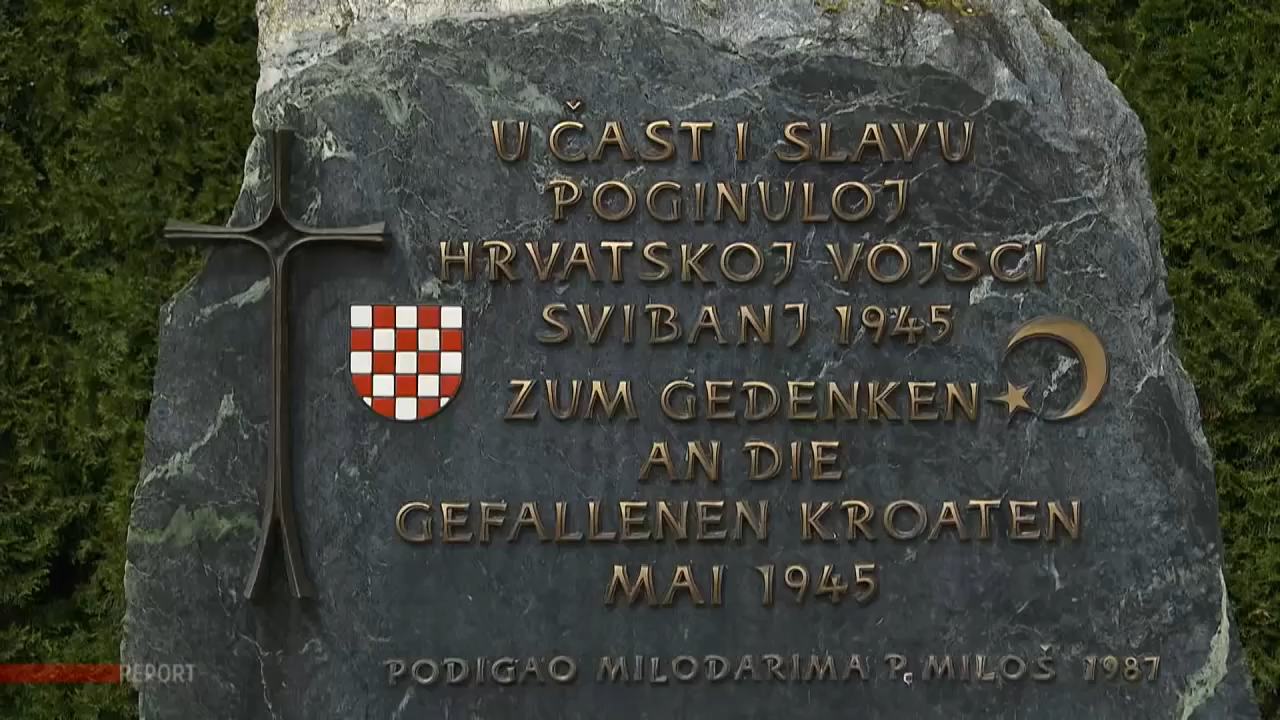 U ČAST I SLAVU
POGINULOJ
HRVATSKOJ VOJSCI
SVIBANJ 1945
ZUM GEDENKEN
AN DIE
GEFALLENEN KROATEN
MAI 1945
PODIGAO MILODARIMA P. MILOŠ 1987
REPORT